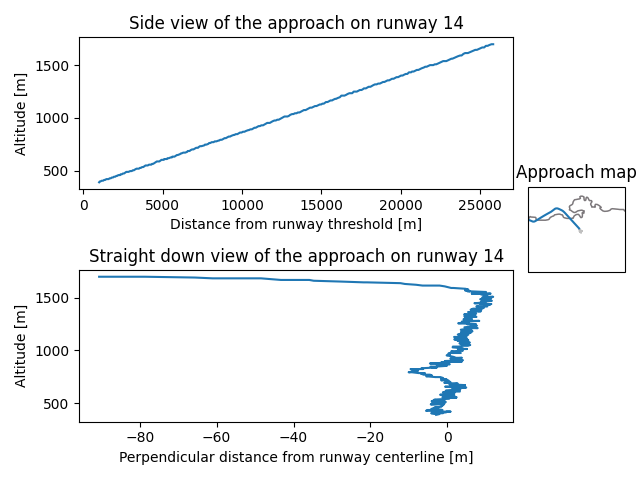 Side view of the approach on runway 14
Altitude [m]
1500
1000
500
0
5000
10000
15000
20000
25000
Distance from runway threshold [m]
Approach map
Straight down view of the approach on runway 14
Altitude [m]
1500
1000
500
−80
−60
−40
−20
0
Perpendicular distance from runway centerline [m]